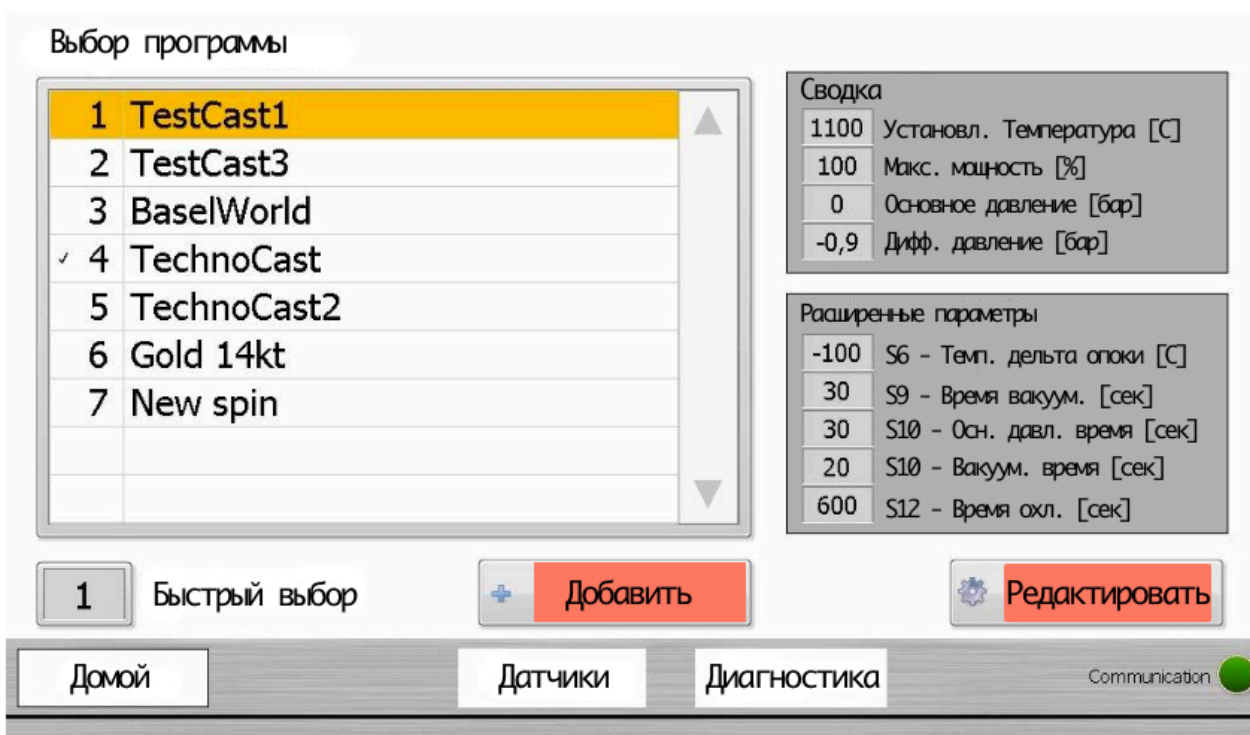 Выбор программы
1 TestCast1
2 TestCast3
3 BaselWorld
✓ 4 TechnoCast
5 TechnoCast2
6 Gold 14kt
7 New spin
Сводка
1100 Установл. Температура [C]
100 Макс. мощность [%]
0 Основное давление [бар]
-0,9 Дифф. давление [бар]
Расширенные параметры
-100 S6 - Темп. дельта опоки [C]
30 S9 - Время вакуум. [сек]
30 S10 - Осн. давл. время [сек]
20 S10 - Вакуум. время [сек]
600 S12 - Время охл. [сек]
1 Быстрый выбор
Добавить
Редактировать
Домой
Датчики
Диагностика
Communication